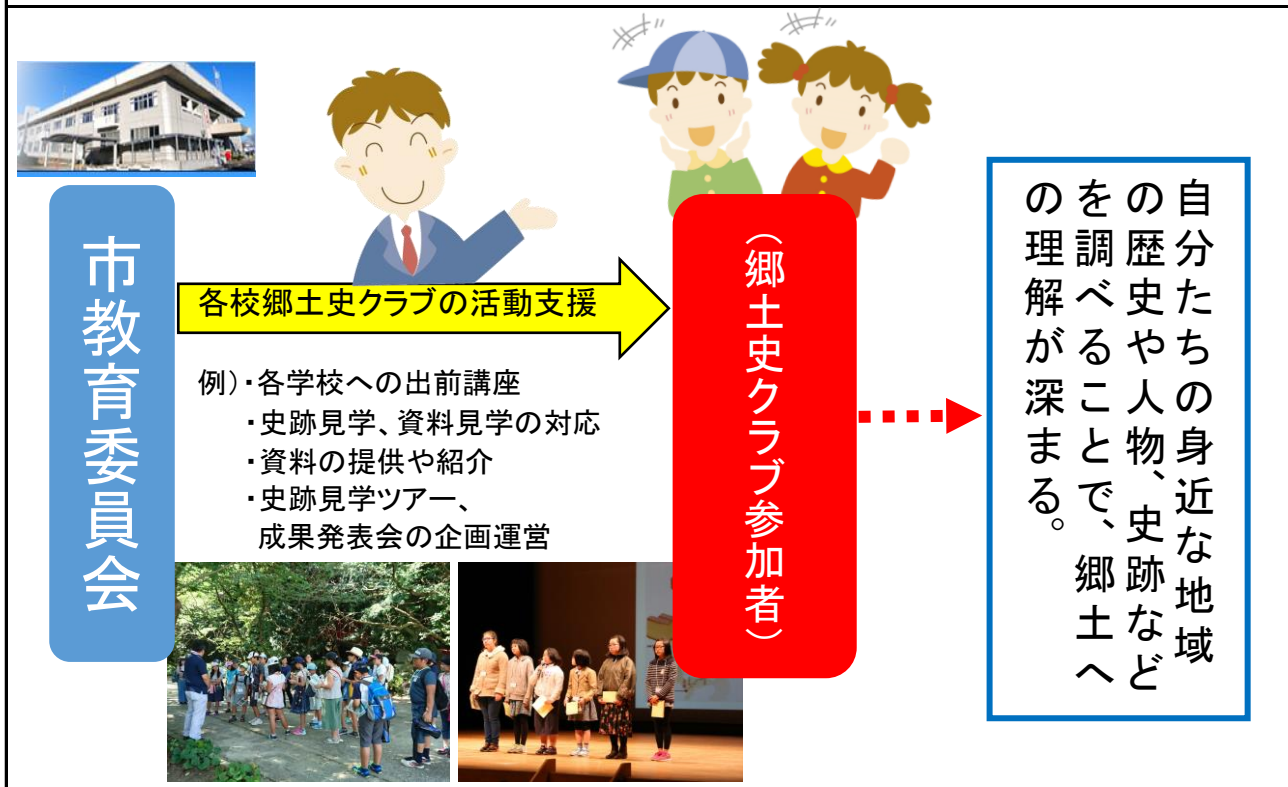 市教育委員会
各校郷土史クラブの活動支援
例）・各学校への出前講座
・史跡見学、資料見学の対応
・資料の提供や紹介
・史跡見学ツアー、
成果発表会の企画運営
（郷土史クラブ参加者）
自分たちの身近な地域
の歴史や人物、史跡など
を調べることで、郷土へ
の理解が深まる。